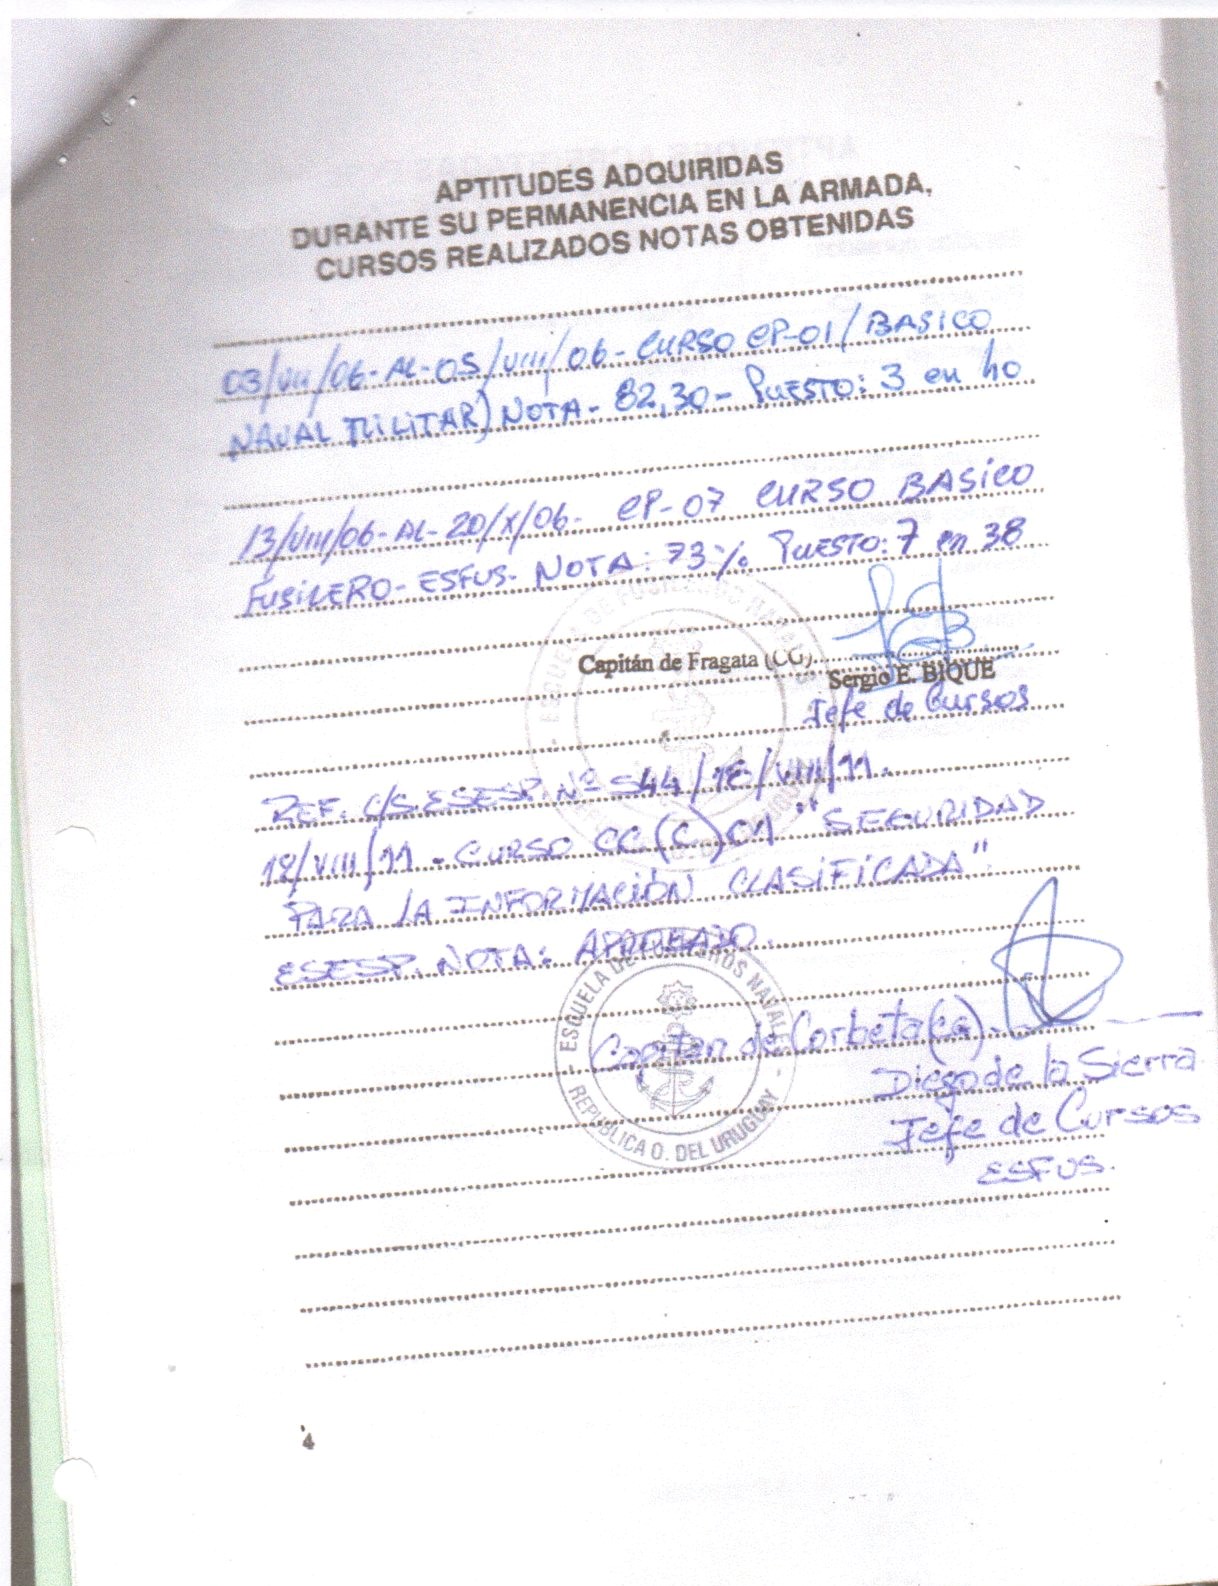 APTITUDES ADQUIRIDAS
DURANTE SU PERMANENCIA EN LA ARMADA,
CURSOS REALIZADOS NOTAS OBTENIDAS
03/VII/06-AL-05/VIII/06- CURSO CP-01/BASICO
NAVAL MILITAR) NOTA- 82,30- PUESTO: 3 en 40
13/VIII/06-AL-20/X/06- CP-07 CURSO BASICO
FUSILERO- ESFUS- NOTA: 73% PUESTO: 7 en 38
ESCUELA DE FUSILEROS NAVALES
Capitán de Fragata (CG)
Sergio E. BIQUE
Jefe de Cursos
REF. C/S.ESESP. Nº 544/18/VIII/11.
18/VIII/11 - CURSO CC(C)01 "SEGURIDAD
PARA LA INFORMACIÓN CLASIFICADA".
ESESP. NOTA: APROBADO.
ESCUELA DE FUSILEROS NAVALES
REPUBLICA O. DEL URUGUAY
Capitan de Corbeta (CG)
Diego de la Sierra
Jefe de Cursos
ESFUS.
4